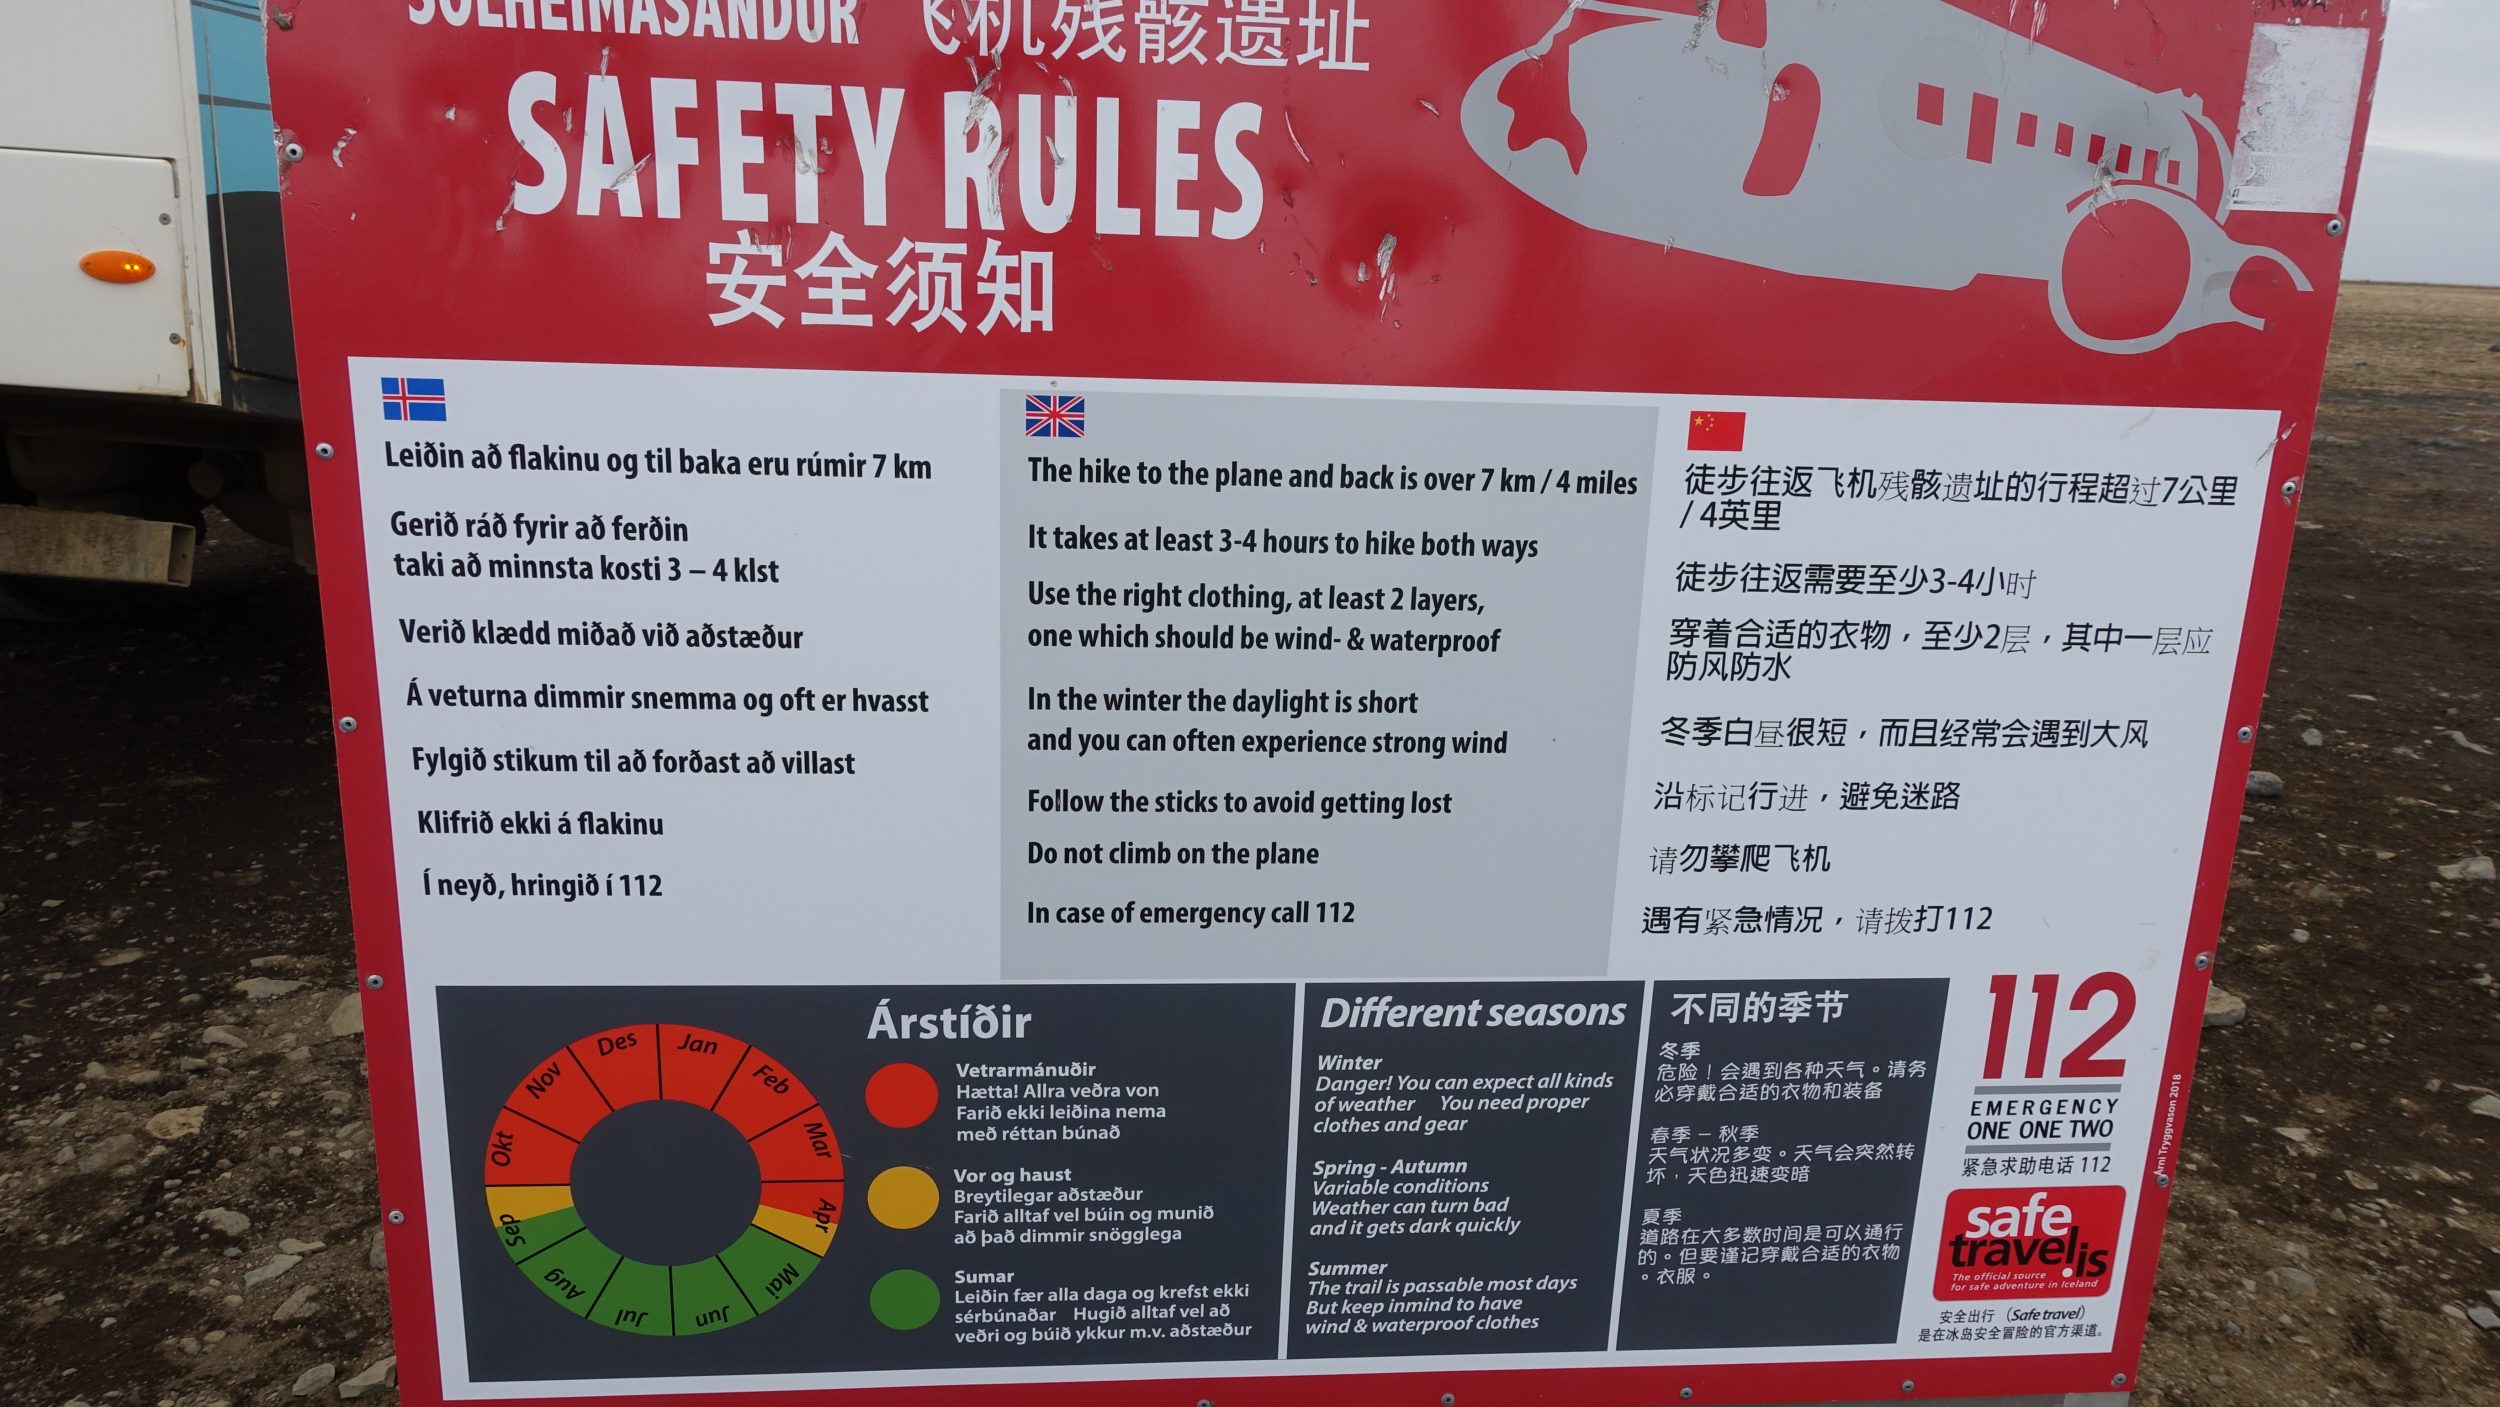 SÓLHEIMASANDUR 飞机残骸遗址
SAFETY RULES
安全须知
Leiðin að flakinu og til baka eru rúmir 7 km
Gerið ráð fyrir að ferðin
taki að minnsta kosti 3 – 4 klst
Verið klædd miðað við aðstæður
Á veturna dimmir snemma og oft er hvasst
Fylgið stikum til að forðast að villast
Klifrið ekki á flakinu
Í neyð, hringið í 112
The hike to the plane and back is over 7 km / 4 miles
It takes at least 3-4 hours to hike both ways
Use the right clothing, at least 2 layers,
one which should be wind- & waterproof
In the winter the daylight is short
and you can often experience strong wind
Follow the sticks to avoid getting lost
Do not climb on the plane
In case of emergency call 112
徒步往返飞机残骸遗址的行程超过7公里
/ 4英里
徒步往返需要至少3-4小时
穿着合适的衣物，至少2层，其中一层应
防风防水
冬季白昼很短，而且经常会遇到大风
沿标记行进，避免迷路
请勿攀爬飞机
遇有紧急情况，请拨打112
Jan
Feb
Mar
Apr
Mai
Jun
Jul
Aug
Sep
Okt
Nov
Des
Árstíðir
Vetrarmánuðir
Hætta! Allra veðra von
Farið ekki leiðina nema
með réttan búnað
Vor og haust
Breytilegar aðstæður
Farið alltaf vel búin og munið
að það dimmir snögglega
Sumar
Leiðin fær alla daga og krefst ekki
sérbúnaðar Hugið alltaf vel að
veðri og búið ykkur m.v. aðstæður
Different seasons
Winter
Danger! You can expect all kinds
of weather You need proper
clothes and gear
Spring - Autumn
Variable conditions
Weather can turn bad
and it gets dark quickly
Summer
The trail is passable most days
But keep inmind to have
wind & waterproof clothes
不同的季节
冬季
危险！会遇到各种天气。请务
必穿戴合适的衣物和装备
春季 – 秋季
天气状况多变。天气会突然转
坏，天色迅速变暗
夏季
道路在大多数时间是可以通行
的。但要谨记穿戴合适的衣物
。衣服。
112
EMERGENCY
ONE ONE TWO
紧急求助电话 112
safe
travel.is
The official source
for safe adventure in Iceland
安全出行 （Safe travel）
是在冰岛安全冒险的官方渠道。
Árni Tryggvason 2018